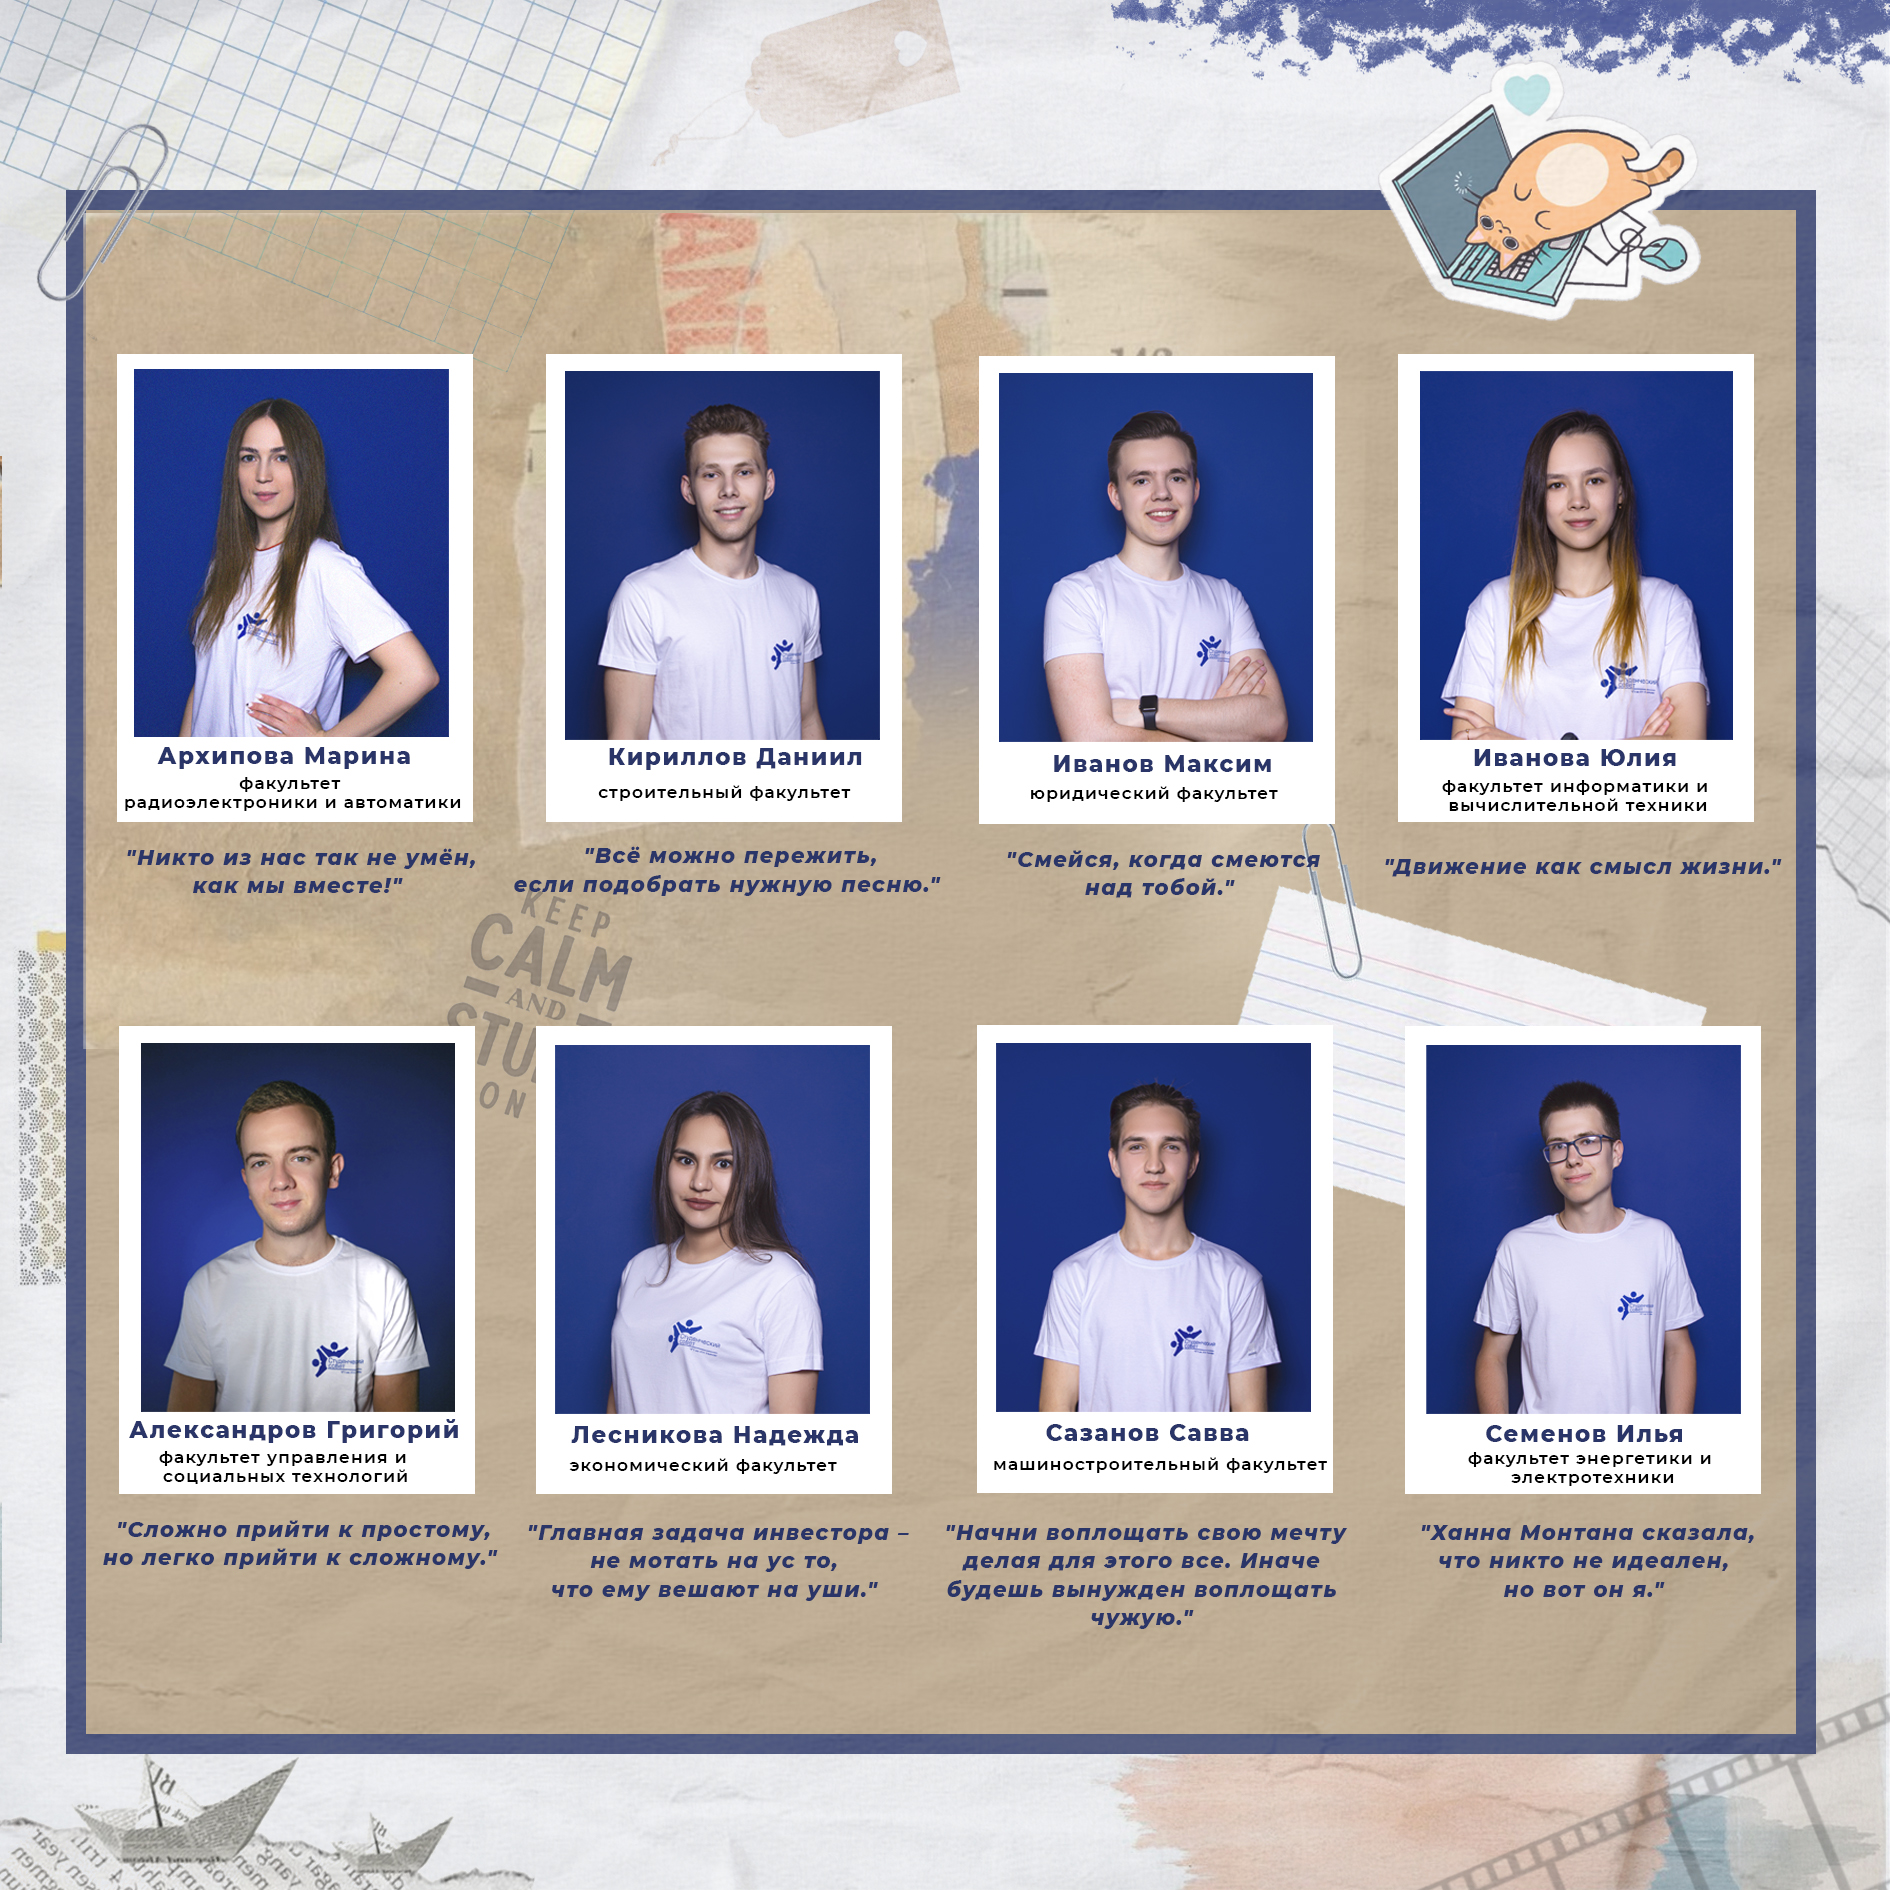 Архипова Марина
факультет
радиоэлектроники и автоматики
"Никто из нас так не умён,
как мы вместе!"
Кириллов Даниил
строительный факультет
"Всё можно пережить,
если подобрать нужную песню."
Иванов Максим
юридический факультет
"Смейся, когда смеются
над тобой."
Иванова Юлия
факультет информатики и
вычислительной техники
"Движение как смысл жизни."
KEEP
CALM
AND
ON
Александров Григорий
факультет управления и
социальных технологий
"Сложно прийти к простому,
но легко прийти к сложному."
Лесникова Надежда
экономический факультет
"Главная задача инвестора –
не мотать на ус то,
что ему вешают на уши."
Сазанов Савва
машиностроительный факультет
"Начни воплощать свою мечту
делая для этого все. Иначе
будешь вынужден воплощать
чужую."
Семенов Илья
факультет энергетики и
электротехники
"Ханна Монтана сказала,
что никто не идеален,
но вот он я."